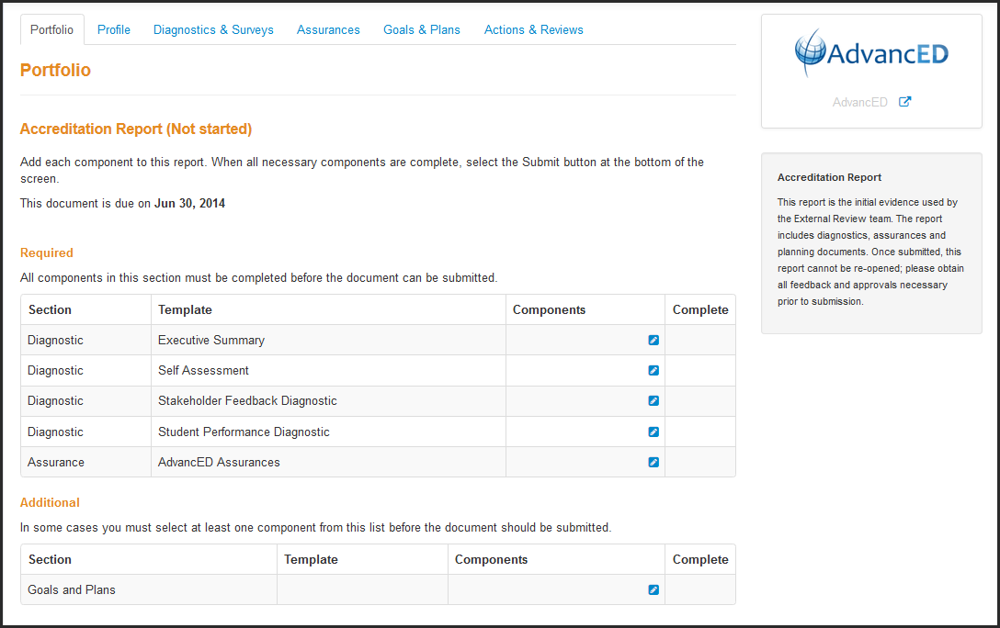 Portfolio Profile Diagnostics & Surveys Assurances Goals & Plans Actions & Reviews
Portfolio
Accreditation Report (Not started)
Add each component to this report. When all necessary components are complete, select the Submit button at the bottom of the
screen.
This document is due on Jun 30, 2014
Required
All components in this section must be completed before the document can be submitted.
Section Template Components Complete
Diagnostic Executive Summary
Diagnostic Self Assessment
Diagnostic Stakeholder Feedback Diagnostic
Diagnostic Student Performance Diagnostic
Assurance AdvancED Assurances
Additional
In some cases you must select at least one component from this list before the document should be submitted.
Section Template Components Complete
Goals and Plans
AdvancED
AdvancED
Accreditation Report
This report is the initial evidence used by
the External Review team. The report
includes diagnostics, assurances and
planning documents. Once submitted, this
report cannot be re-opened; please obtain
all feedback and approvals necessary
prior to submission.